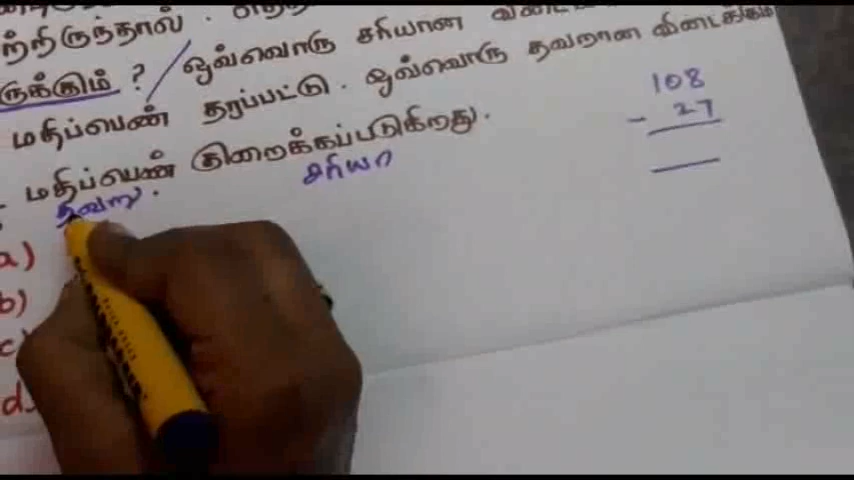 ற்றிருந்தால்
ருக்கும் ? / ஒவ்வொரு சரியான
மதிப்பெண் தரப்பட்டு . ஒவ்வொரு தவறான விடைக்கும்
மதிப்பெண் குறைக்கப்படுகிறது.
108
- 27
சரியா
தவறு
a)
b)
c)
d)